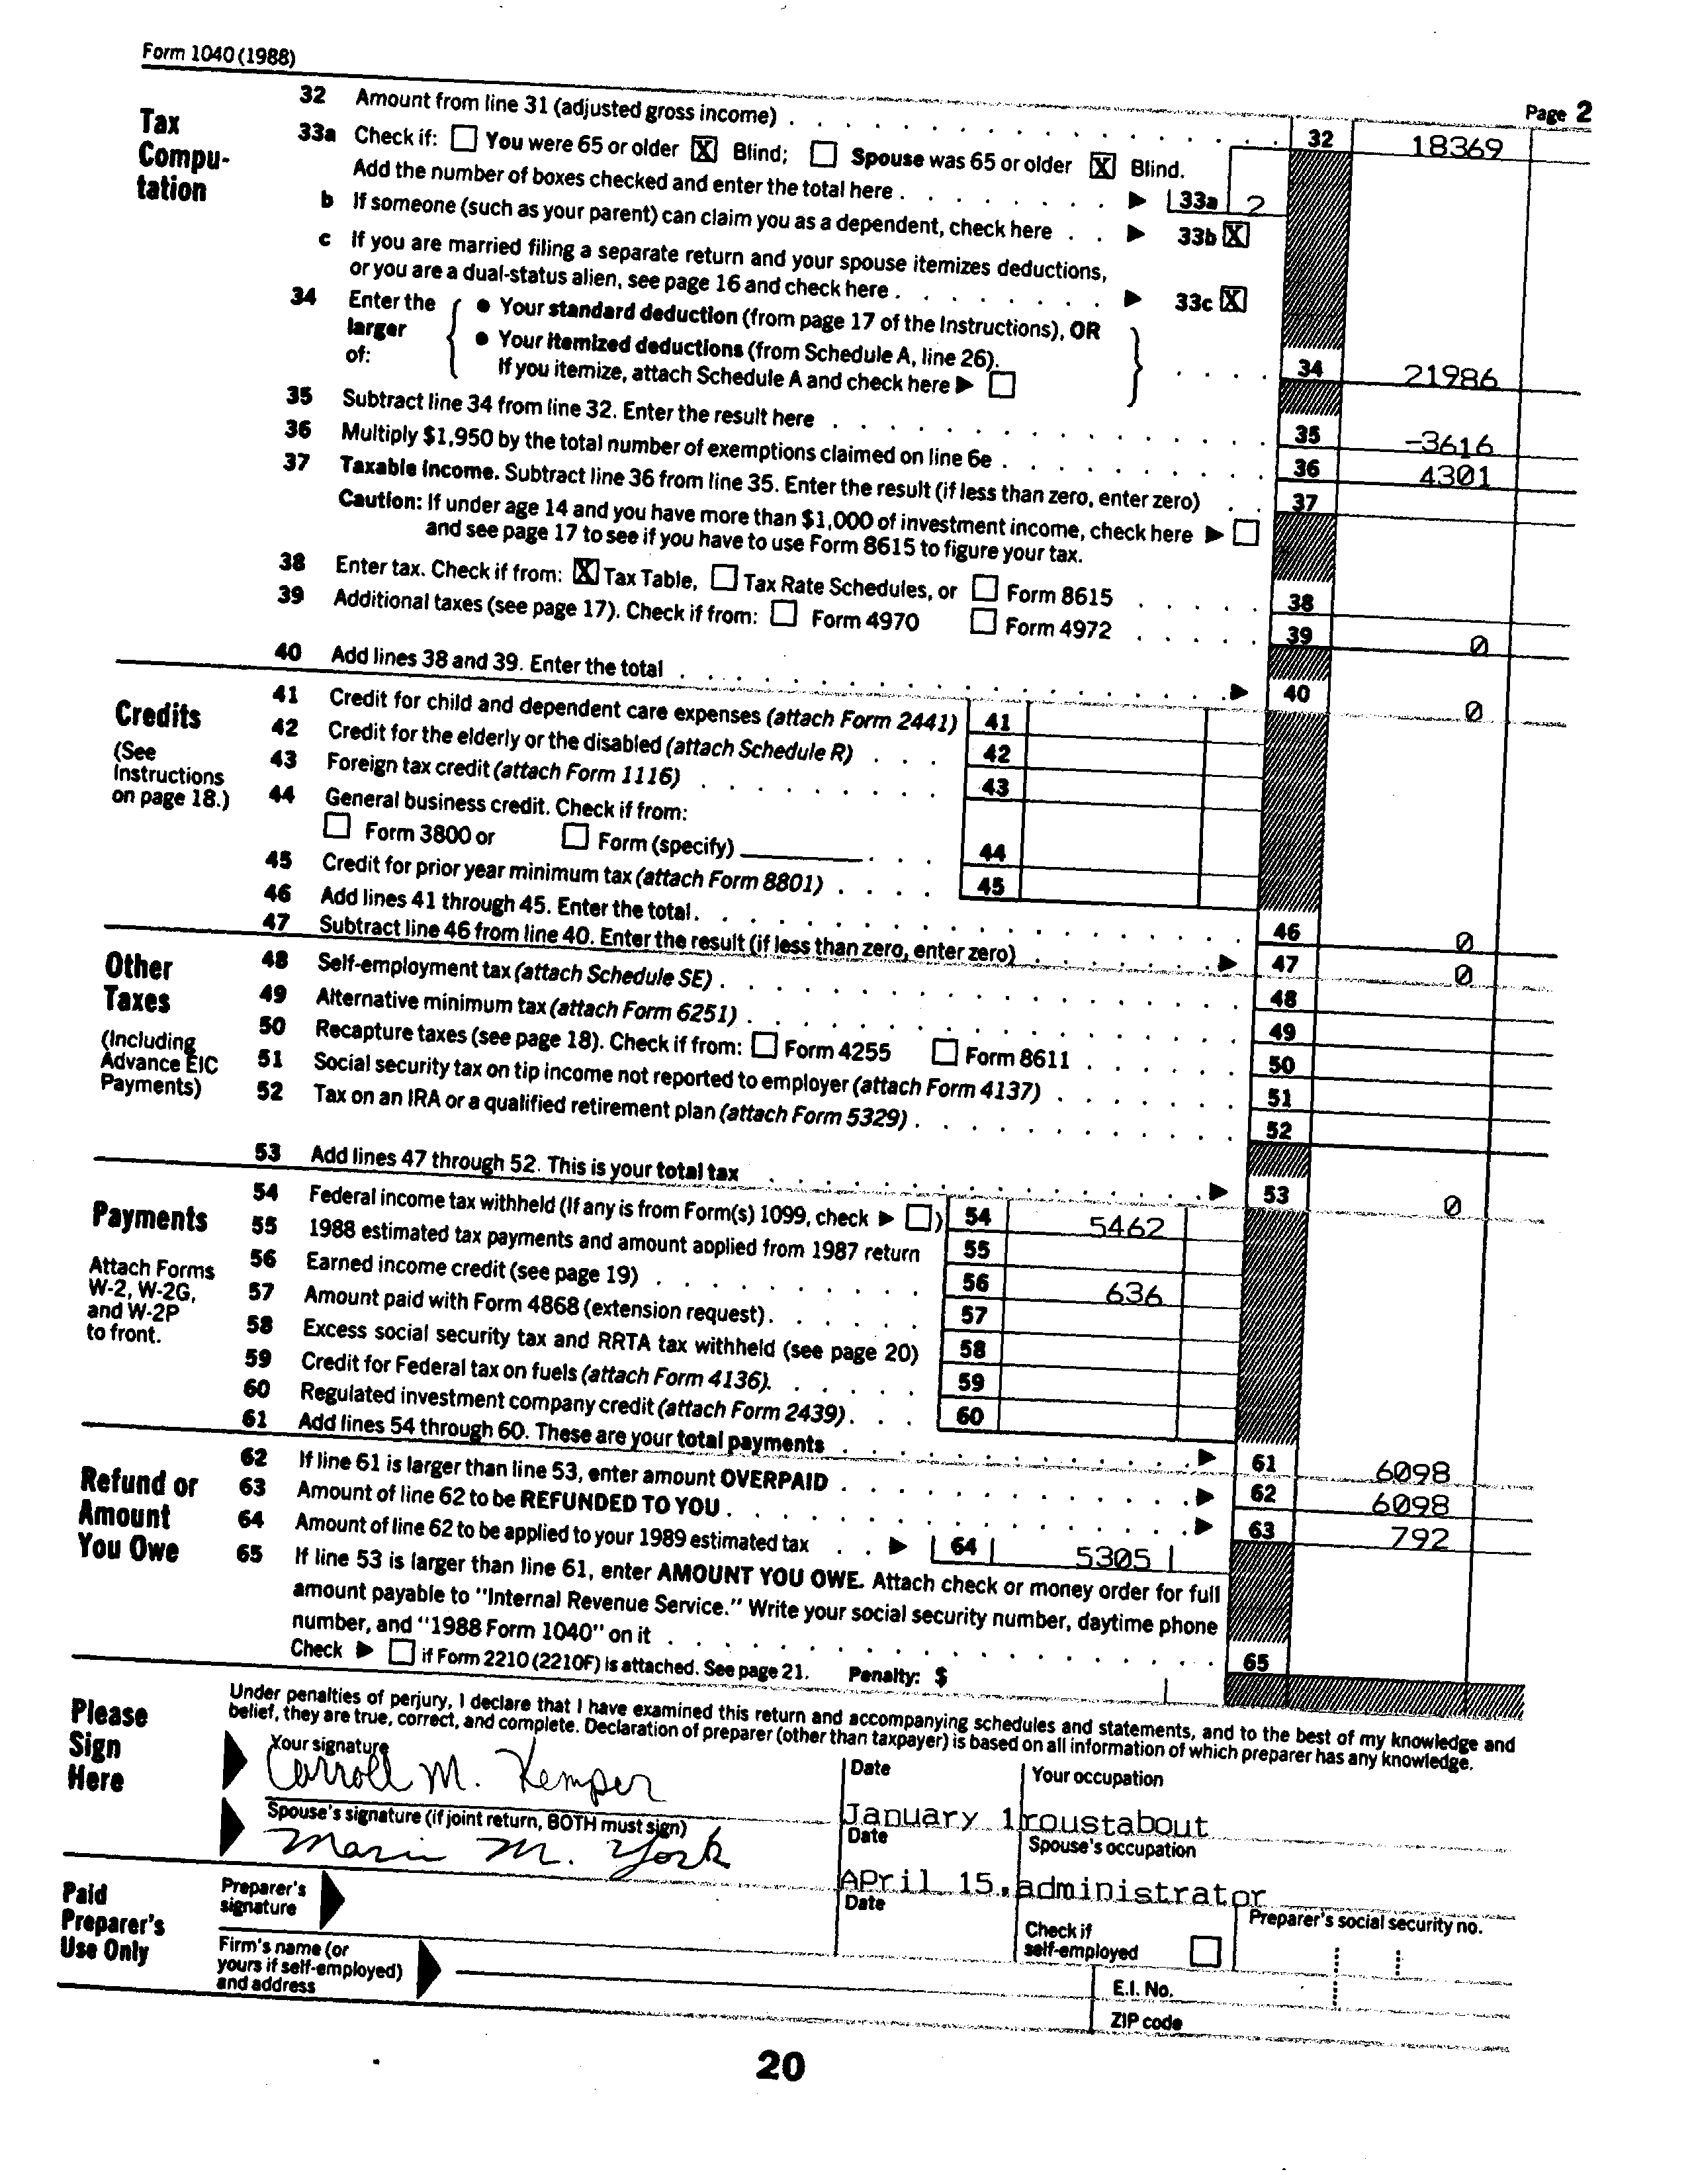 Form 1040 (1988)
Page 2
Tax Compu-tation
32 Amount from line 31 (adjusted gross income) 32 18369
33a Check if: You were 65 or older X Blind; Spouse was 65 or older X Blind.
Add the number of boxes checked and enter the total here 33a 2
b If someone (such as your parent) can claim you as a dependent, check here 33b X
c If you are married filing a separate return and your spouse itemizes deductions,
or you are a dual-status alien, see page 16 and check here 33c X
34 Enter the larger of:
• Your standard deduction (from page 17 of the Instructions), OR
• Your itemized deductions (from Schedule A, line 26).
If you itemize, attach Schedule A and check here 34 21986
35 Subtract line 34 from line 32. Enter the result here 35 -3616
36 Multiply $1,950 by the total number of exemptions claimed on line 6e 36 4301
37 Taxable income. Subtract line 36 from line 35. Enter the result (if less than zero, enter zero) 37
Caution: If under age 14 and you have more than $1,000 of investment income, check here
and see page 17 to see if you have to use Form 8615 to figure your tax.
38 Enter tax. Check if from: X Tax Table, Tax Rate Schedules, or Form 8615 38
39 Additional taxes (see page 17). Check if from: Form 4970 Form 4972 39 0
40 Add lines 38 and 39. Enter the total 40 0
Credits
(See Instructions on page 18.)
41 Credit for child and dependent care expenses (attach Form 2441) 41
42 Credit for the elderly or the disabled (attach Schedule R) 42
43 Foreign tax credit (attach Form 1116) 43
44 General business credit. Check if from:
Form 3800 or Form (specify) 44
45 Credit for prior year minimum tax (attach Form 8801) 45
46 Add lines 41 through 45. Enter the total 46 0
47 Subtract line 46 from line 40. Enter the result (if less than zero, enter zero) 47 0
Other Taxes
(Including Advance EIC Payments)
48 Self-employment tax (attach Schedule SE) 48
49 Alternative minimum tax (attach Form 6251) 49
50 Recapture taxes (see page 18). Check if from: Form 4255 Form 8611 50
51 Social security tax on tip income not reported to employer (attach Form 4137) 51
52 Tax on an IRA or a qualified retirement plan (attach Form 5329) 52
53 Add lines 47 through 52. This is your total tax 53 0
Payments
Attach Forms W-2, W-2G, and W-2P to front.
54 Federal income tax withheld (If any is from Form(s) 1099, check ) 54 5462
55 1988 estimated tax payments and amount applied from 1987 return 55
56 Earned income credit (see page 19) 56 636
57 Amount paid with Form 4868 (extension request) 57
58 Excess social security tax and RRTA tax withheld (see page 20) 58
59 Credit for Federal tax on fuels (attach Form 4136) 59
60 Regulated investment company credit (attach Form 2439) 60
61 Add lines 54 through 60. These are your total payments 61 6098
Refund or Amount You Owe
62 If line 61 is larger than line 53, enter amount OVERPAID 62 6098
63 Amount of line 62 to be REFUNDED TO YOU 63 792
64 Amount of line 62 to be applied to your 1989 estimated tax 64 5305
65 If line 53 is larger than line 61, enter AMOUNT YOU OWE. Attach check or money order for full
amount payable to "Internal Revenue Service." Write your social security number, daytime phone
number, and "1988 Form 1040" on it 65
Check if Form 2210 (2210F) is attached. See page 21. Penalty: $
Please Sign Here
Under penalties of perjury, I declare that I have examined this return and accompanying schedules and statements, and to the best of my knowledge and
belief, they are true, correct, and complete. Declaration of preparer (other than taxpayer) is based on all information of which preparer has any knowledge.
Your signature Date Your occupation
Carroll M. Kemper January 1 roustabout
Spouse's signature (if joint return, BOTH must sign) Date Spouse's occupation
Marin M. York APril 15, administrator
Paid Preparer's Use Only
Preparer's signature Date Check if self-employed Preparer's social security no.
Firm's name (or yours if self-employed) and address E.I. No.
ZIP code
20